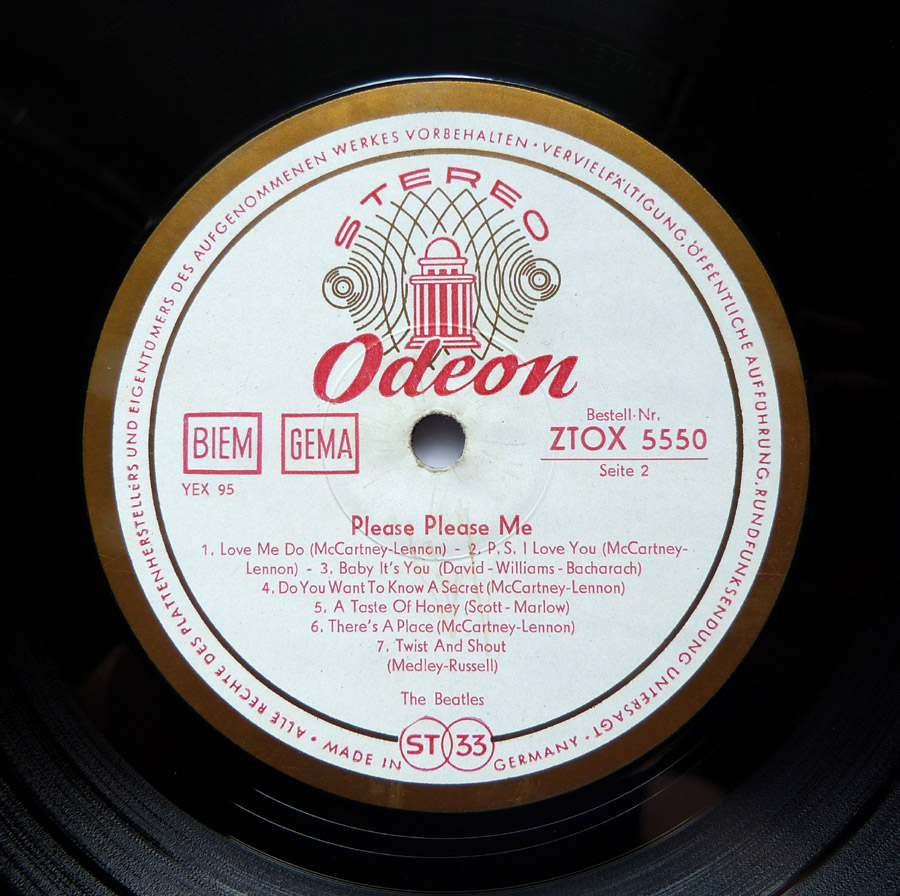 ALLE RECHTE DES PLATTENHERSTELLERS UND EIGENTÜMERS DES AUFGENOMMENEN WERKES VORBEHALTEN • VERVIELFÄLTIGUNG, ÖFFENTLICHE AUFFÜHRUNG, RUNDFUNKSENDUNG UNTERSAGT •
STEREO
Odeon
BIEM GEMA
YEX 95
Bestell-Nr.
ZTOX 5550
Seite 2
Please Please Me
1. Love Me Do (McCartney-Lennon) - 2. P. S. I Love You (McCartney-
Lennon) - 3. Baby It's You (David - Williams - Bacharach)
4. Do You Want To Know A Secret (McCartney-Lennon)
5. A Taste Of Honey (Scott - Marlow)
6. There's A Place (McCartney-Lennon)
7. Twist And Shout
(Medley-Russell)
The Beatles
MADE IN GERMANY
ST 33